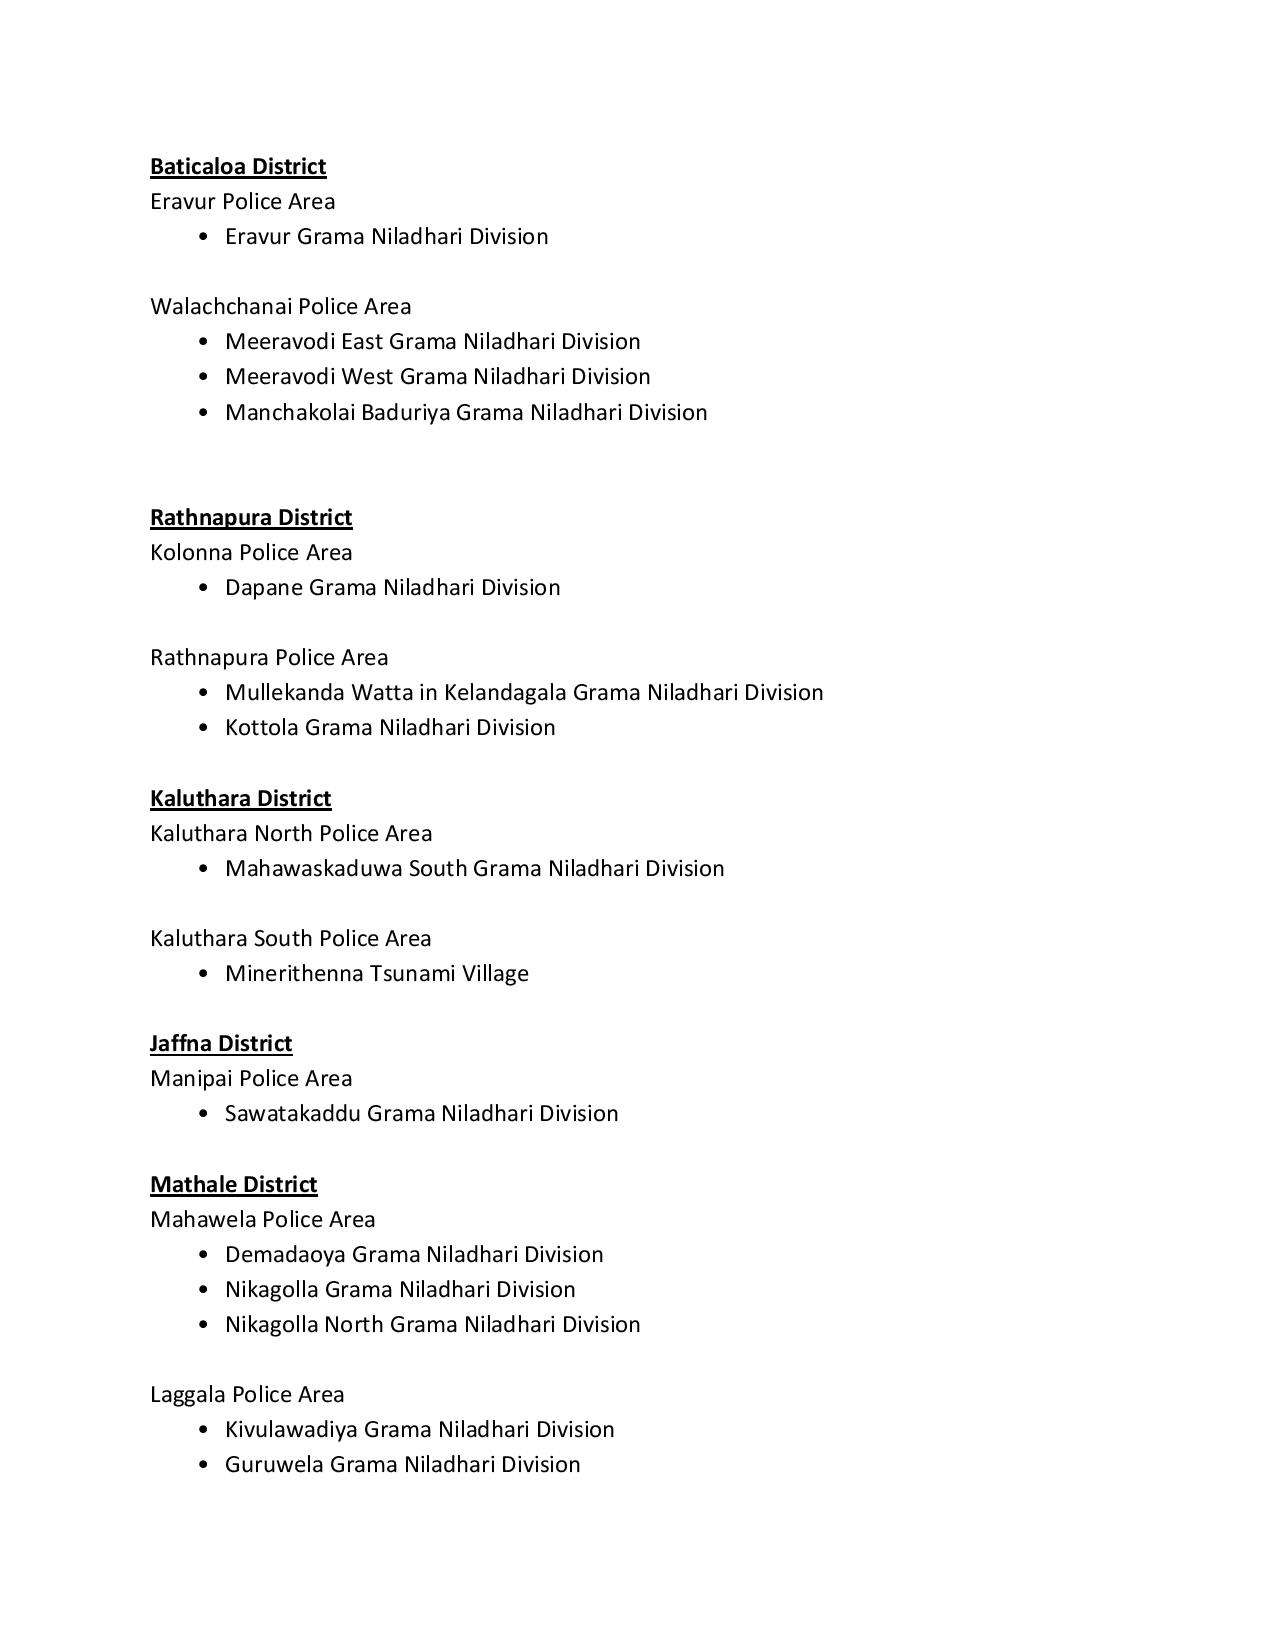 Baticaloa District
Eravur Police Area
• Eravur Grama Niladhari Division
Walachchanai Police Area
• Meeravodi East Grama Niladhari Division
• Meeravodi West Grama Niladhari Division
• Manchakolai Baduriya Grama Niladhari Division
Rathnapura District
Kolonna Police Area
• Dapane Grama Niladhari Division
Rathnapura Police Area
• Mullekanda Watta in Kelandagala Grama Niladhari Division
• Kottola Grama Niladhari Division
Kaluthara District
Kaluthara North Police Area
• Mahawaskaduwa South Grama Niladhari Division
Kaluthara South Police Area
• Minerithenna Tsunami Village
Jaffna District
Manipai Police Area
• Sawatakaddu Grama Niladhari Division
Mathale District
Mahawela Police Area
• Demadaoya Grama Niladhari Division
• Nikagolla Grama Niladhari Division
• Nikagolla North Grama Niladhari Division
Laggala Police Area
• Kivulawadiya Grama Niladhari Division
• Guruwela Grama Niladhari Division